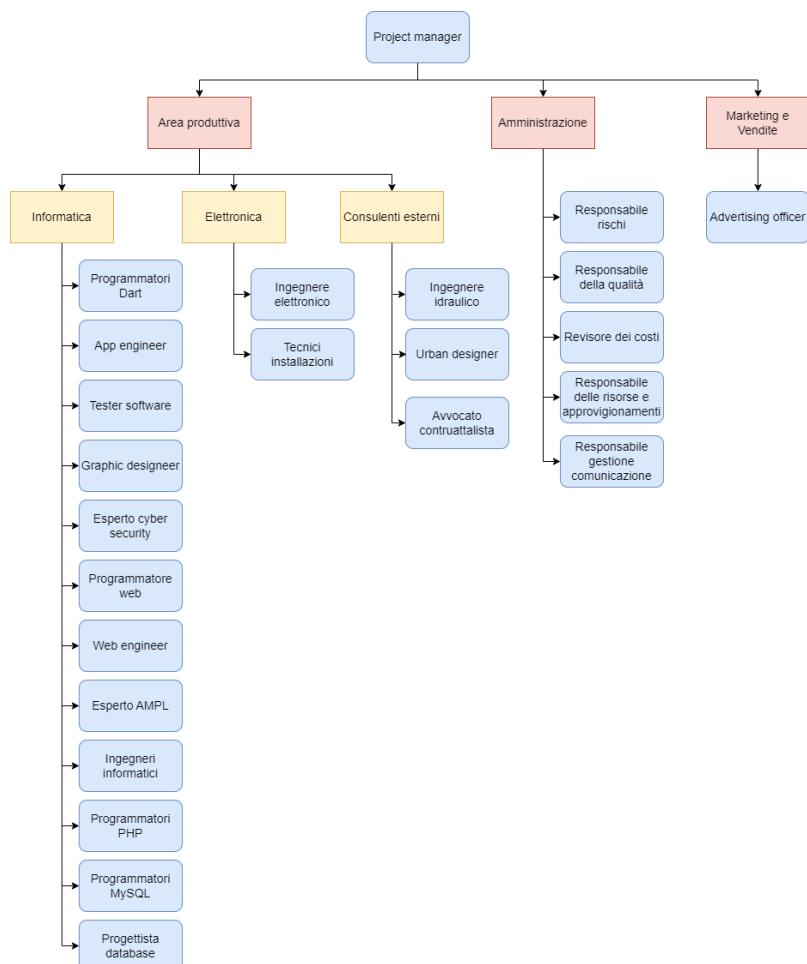 Project manager
Area produttiva
Amministrazione
Marketing e
Vendite
Informatica
Elettronica
Consulenti esterni
Responsabile
rischi
Advertising officer
Programmatori
Dart
Ingegnere
elettronico
Ingegnere
idraulico
Responsabile
della qualità
App engineer
Tecnici
installazioni
Urban designer
Revisore dei costi
Tester software
Avvocato
contruattalista
Responsabile
delle risorse e
approvigionamenti
Graphic designeer
Responsabile
gestione
comunicazione
Esperto cyber
security
Programmatore
web
Web engineer
Esperto AMPL
Ingegneri
informatici
Programmatori
PHP
Programmatori
MySQL
Progettista
database